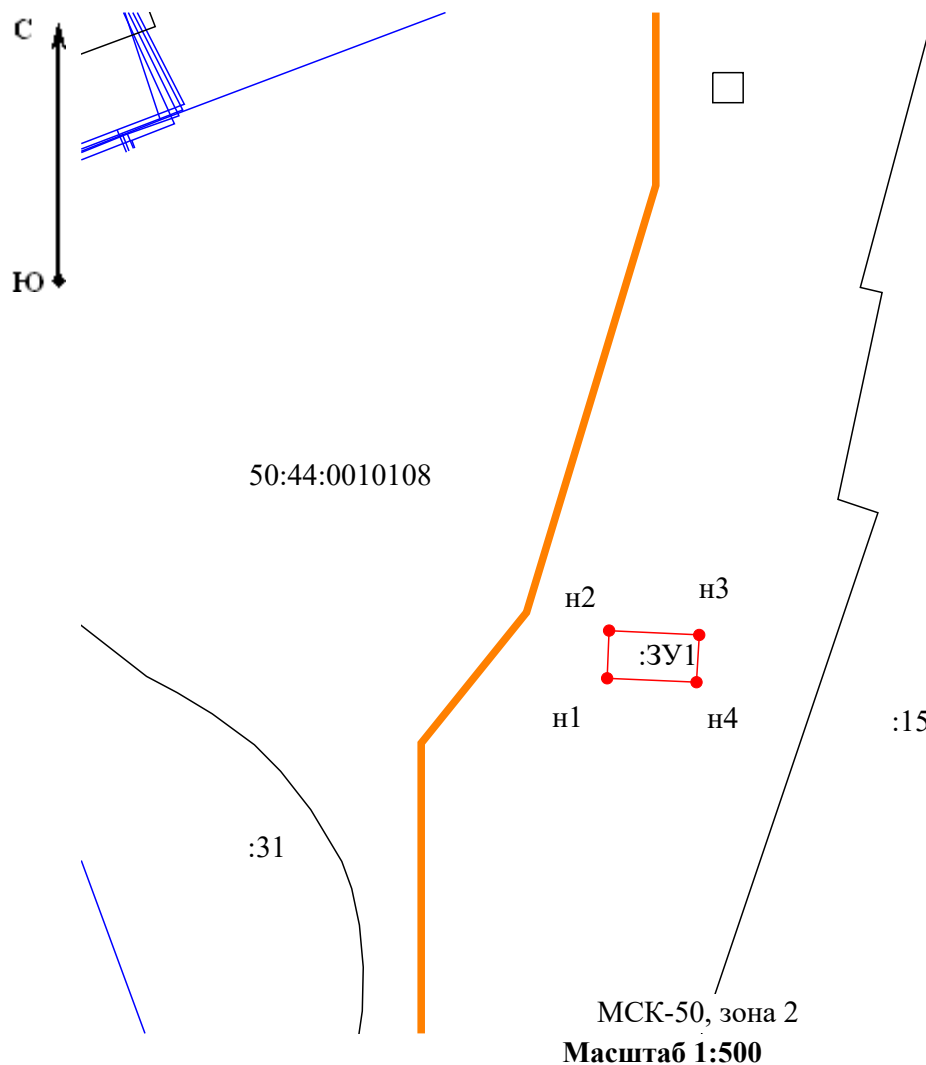 С
Ю
50:44:0010108
н2
н3
:ЗУ1
н1
н4
:15
:31
МСК-50, зона 2
Масштаб 1:500